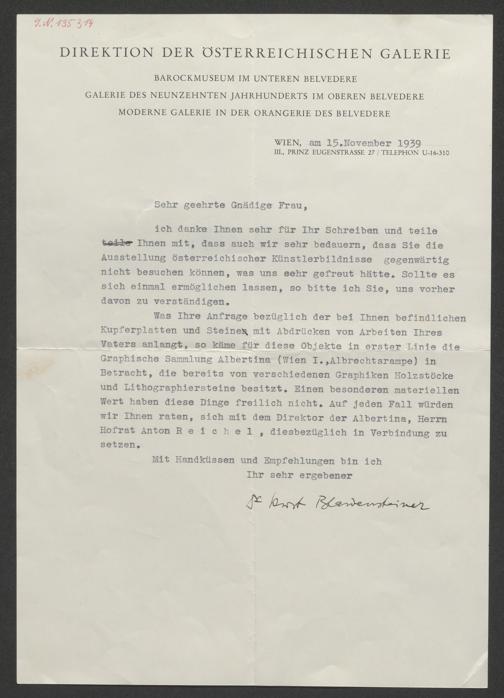 I.N. 195314
DIREKTION DER ÖSTERREICHISCHEN GALERIE
BAROCKMUSEUM IM UNTEREN BELVEDERE
GALERIE DES NEUNZEHNTEN JAHRHUNDERTS IM OBEREN BELVEDERE
MODERNE GALERIE IN DER ORANGERIE DES BELVEDERE
WIEN, am 15.November 1939
III., PRINZ EUGENSTRASSE 27 / TELEPHON U-16-310
Sehr geehrte Gnädige Frau,
ich danke Ihnen sehr für Ihr Schreiben und teile
teile Ihnen mit, dass auch wir sehr bedauern, dass Sie die
Ausstellung österreichischer Künstlerbildnisse gegenwärtig
nicht besuchen können, was uns sehr gefreut hätte. Sollte es
sich einmal ermöglichen lassen, so bitte ich Sie, uns vorher
davon zu verständigen.
Was Ihre Anfrage bezüglich der bei Ihnen befindlichen
Kupferplatten und Steine, mit Abdrücken von Arbeiten Ihres
Vaters anlangt, so käme für diese Objekte in erster Linie die
Graphische Sammlung Albertina (Wien I.,Albrechtsrampe) in
Betracht, die bereits von verschiedenen Graphiken Holzstöcke
und Lithographiersteine besitzt. Einen besonderen materiellen
Wert haben diese Dinge freilich nicht. Auf jeden Fall würden
wir Ihnen raten, sich mit dem Direktor der Albertina, Herrn
Hofrat Anton R e i c h e l , diesbezüglich in Verbindung zu
setzen.
Mit Handküssen und Empfehlungen bin ich
Ihr sehr ergebener
Dr Horst Blauensteiner